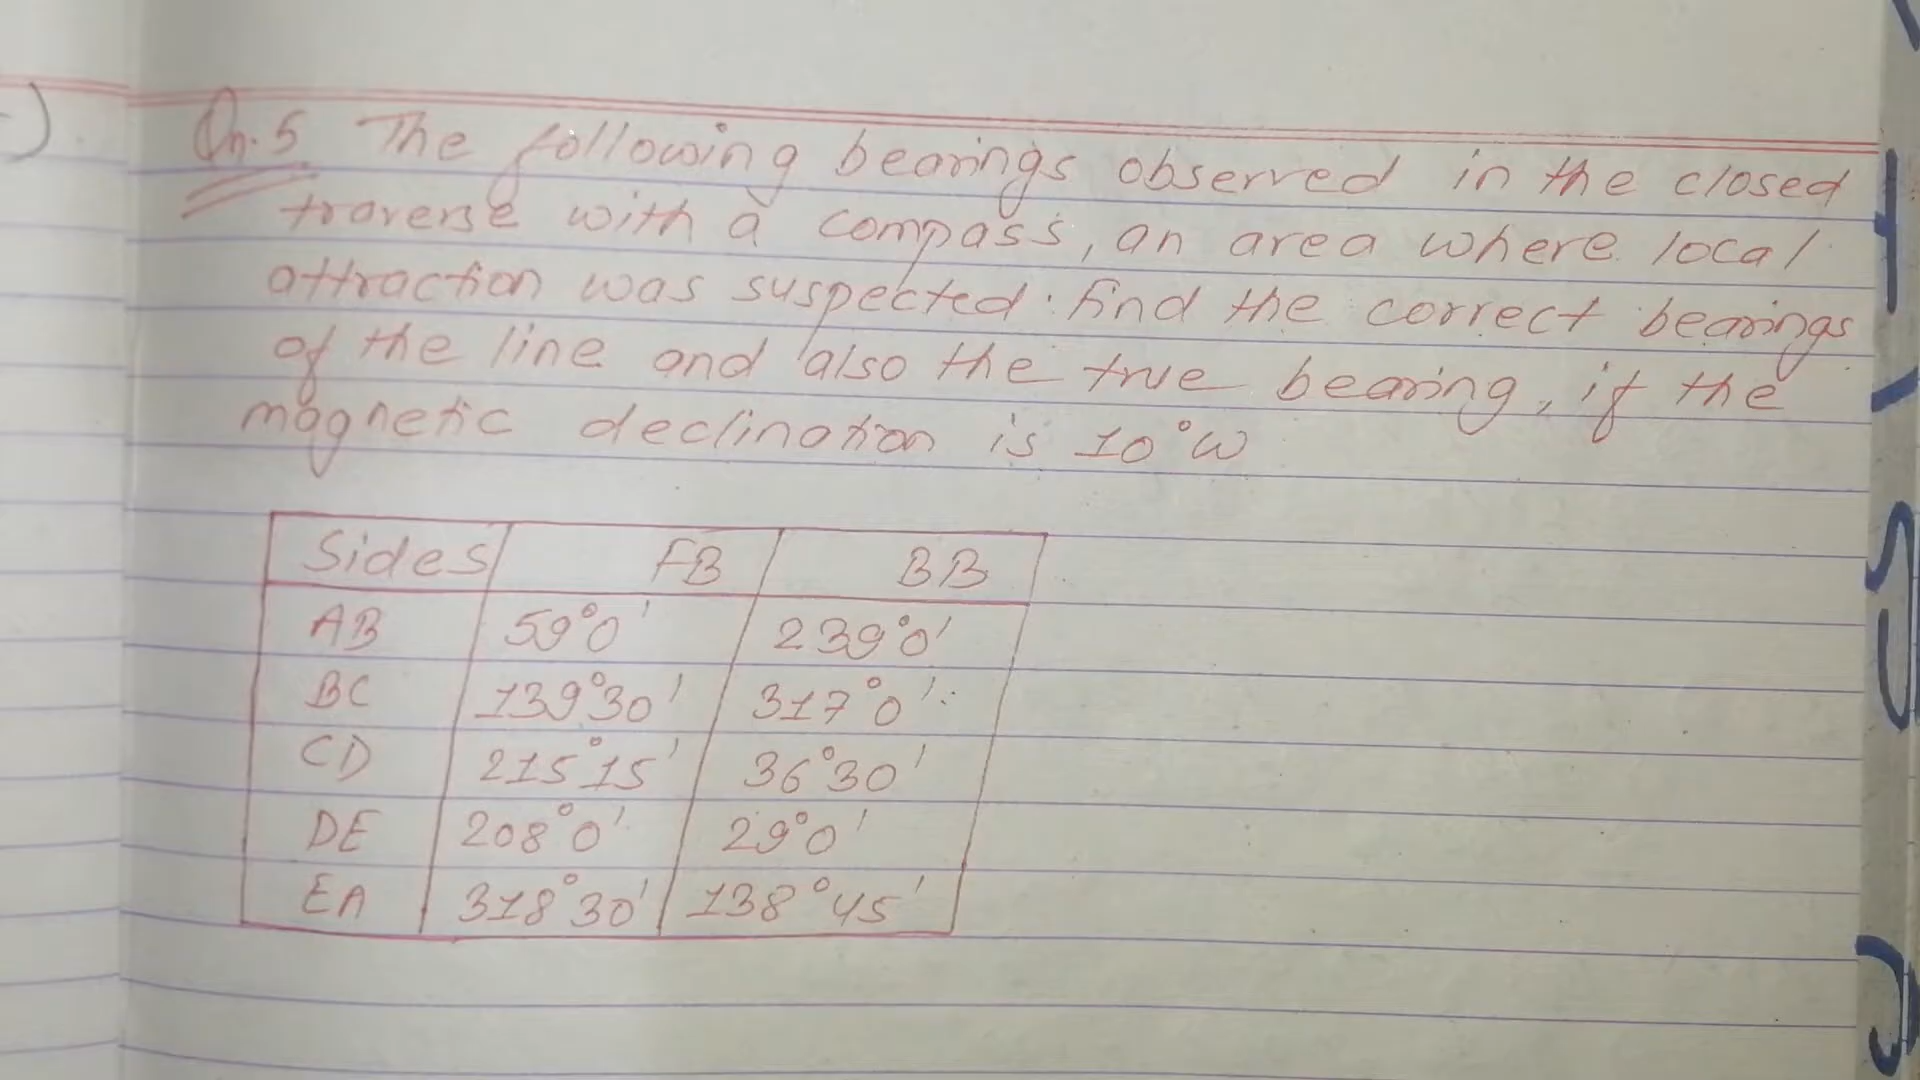 Qn.5 The following bearings observed in the closed
traverse with a compass, an area where local
attraction was suspected. find the correct bearings
of the line and also the true bearing, if the
magnetic declination is 10°W
Sides FB BB
AB 59°0' 239°0'
BC 139°30' 317°0'
CD 215°15' 36°30'
DE 208°0' 29°0'
EA 318°30' 138°45'